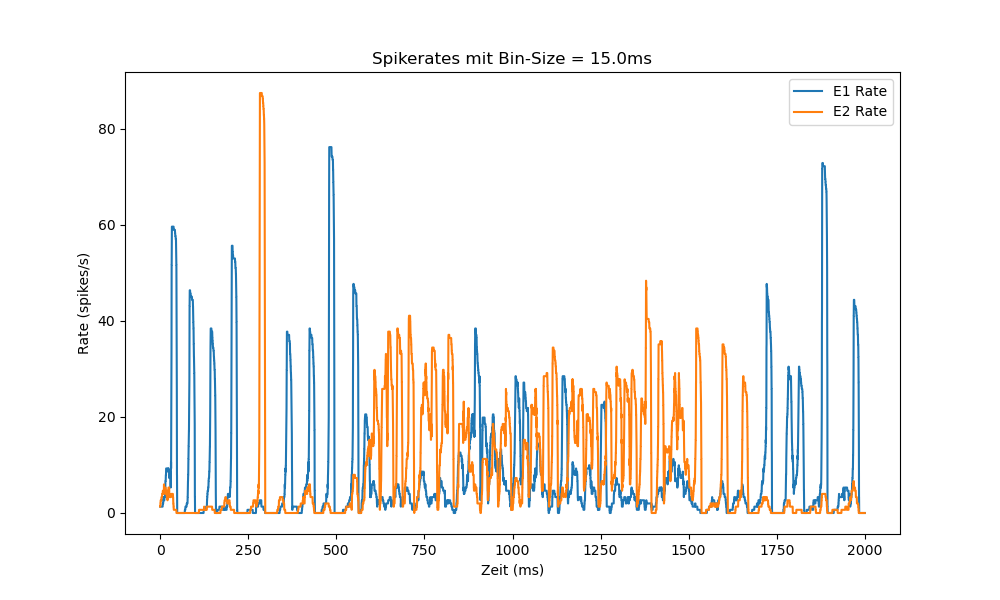 Spikerates mit Bin-Size = 15.0ms
E1 Rate
E2 Rate
80
60
40
20
0
Rate (spikes/s)
0 250 500 750 1000 1250 1500 1750 2000
Zeit (ms)